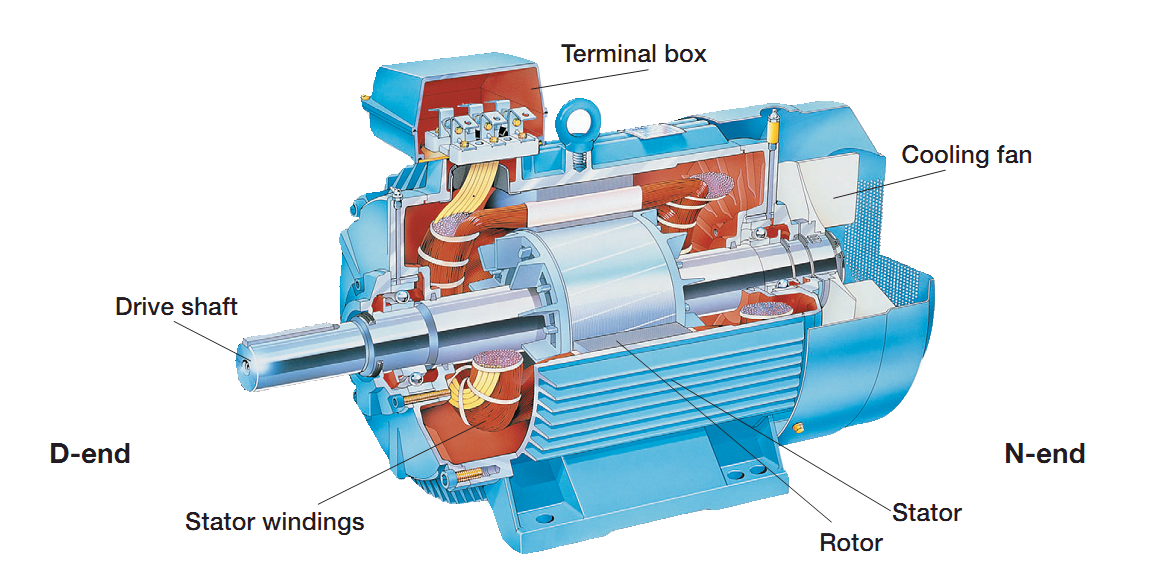 Terminal box
Cooling fan
Drive shaft
D-end
N-end
Stator windings
Stator
Rotor